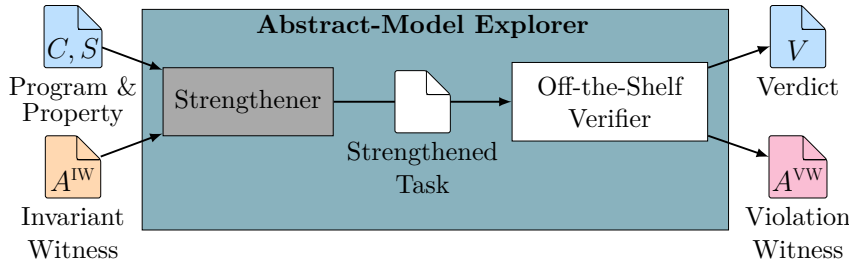 Abstract-Model Explorer
C, S
Program &
Property
A^IW
Invariant
Witness
Strengthener
Strengthened
Task
Off-the-Shelf
Verifier
V
Verdict
A^VW
Violation
Witness